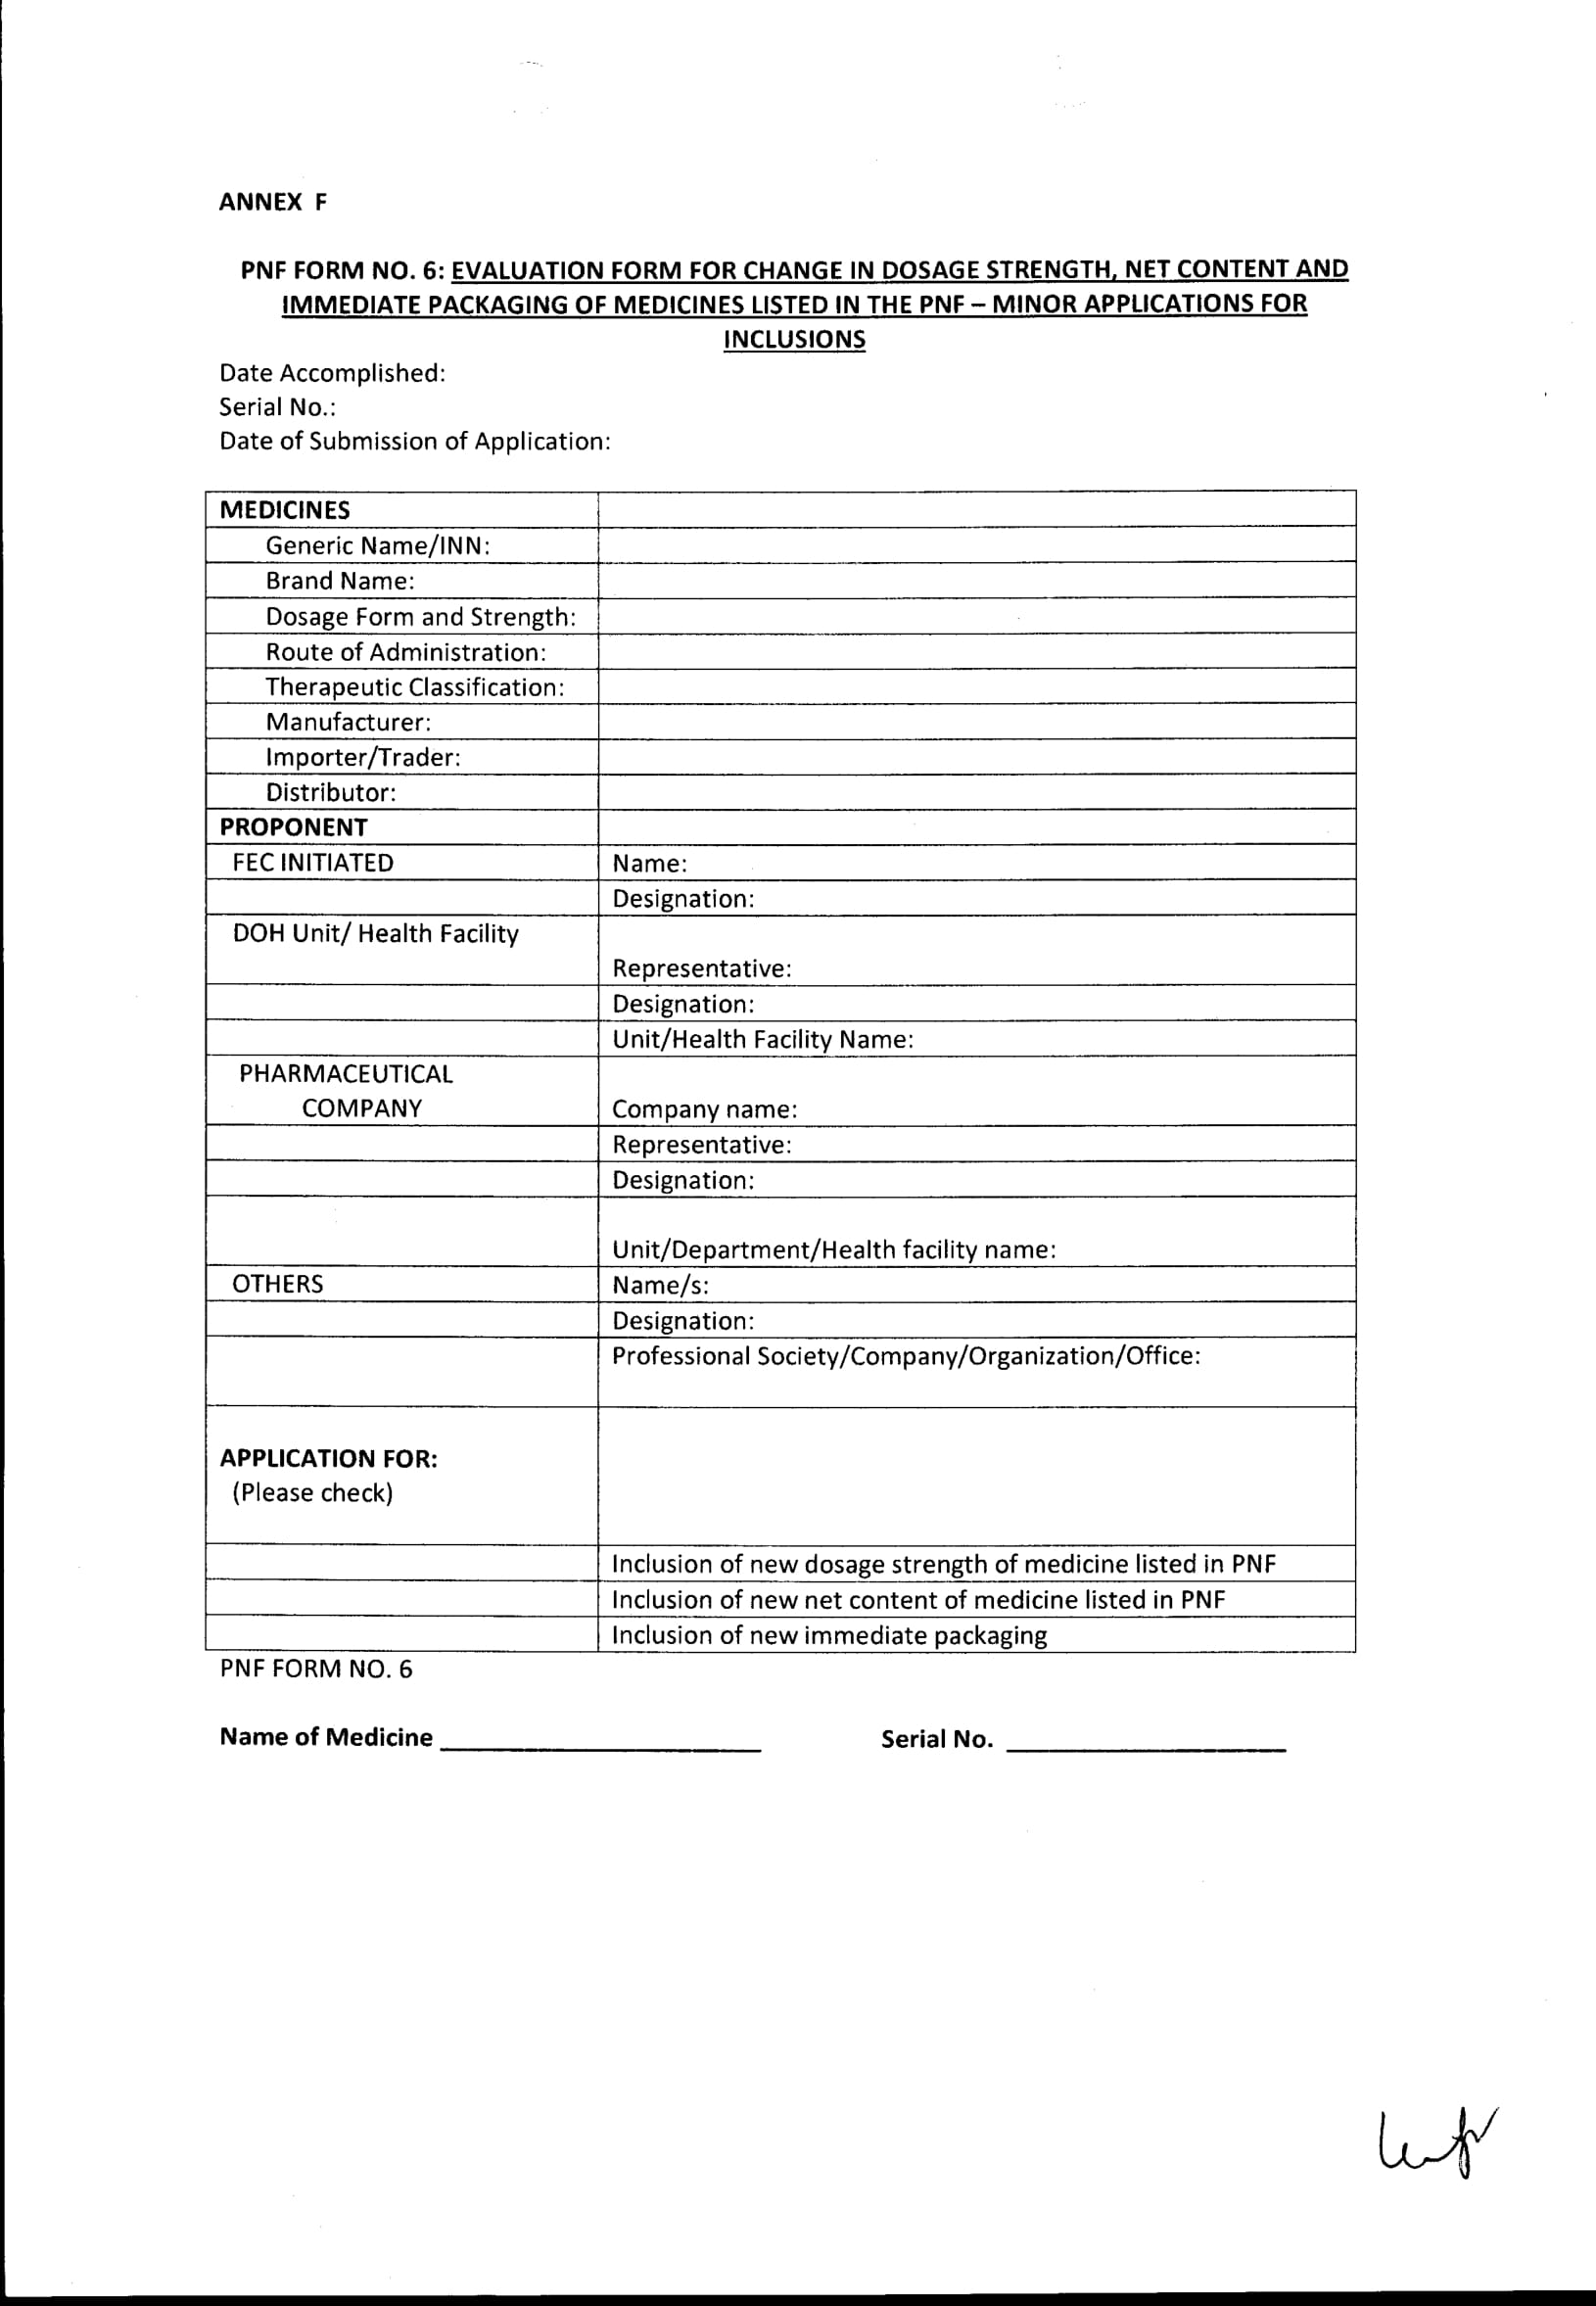 ANNEX F
PNF FORM NO. 6: EVALUATION FORM FOR CHANGE IN DOSAGE STRENGTH, NET CONTENT AND
IMMEDIATE PACKAGING OF MEDICINES LISTED IN THE PNF – MINOR APPLICATIONS FOR
INCLUSIONS
Date Accomplished:
Serial No.:
Date of Submission of Application:
MEDICINES
Generic Name/INN:
Brand Name:
Dosage Form and Strength:
Route of Administration:
Therapeutic Classification:
Manufacturer:
Importer/Trader:
Distributor:
PROPONENT
FEC INITIATED Name:
Designation:
DOH Unit/ Health Facility
Representative:
Designation:
Unit/Health Facility Name:
PHARMACEUTICAL
COMPANY Company name:
Representative:
Designation:
Unit/Department/Health facility name:
OTHERS Name/s:
Designation:
Professional Society/Company/Organization/Office:
APPLICATION FOR:
(Please check)
Inclusion of new dosage strength of medicine listed in PNF
Inclusion of new net content of medicine listed in PNF
Inclusion of new immediate packaging
PNF FORM NO. 6
Name of Medicine Serial No.